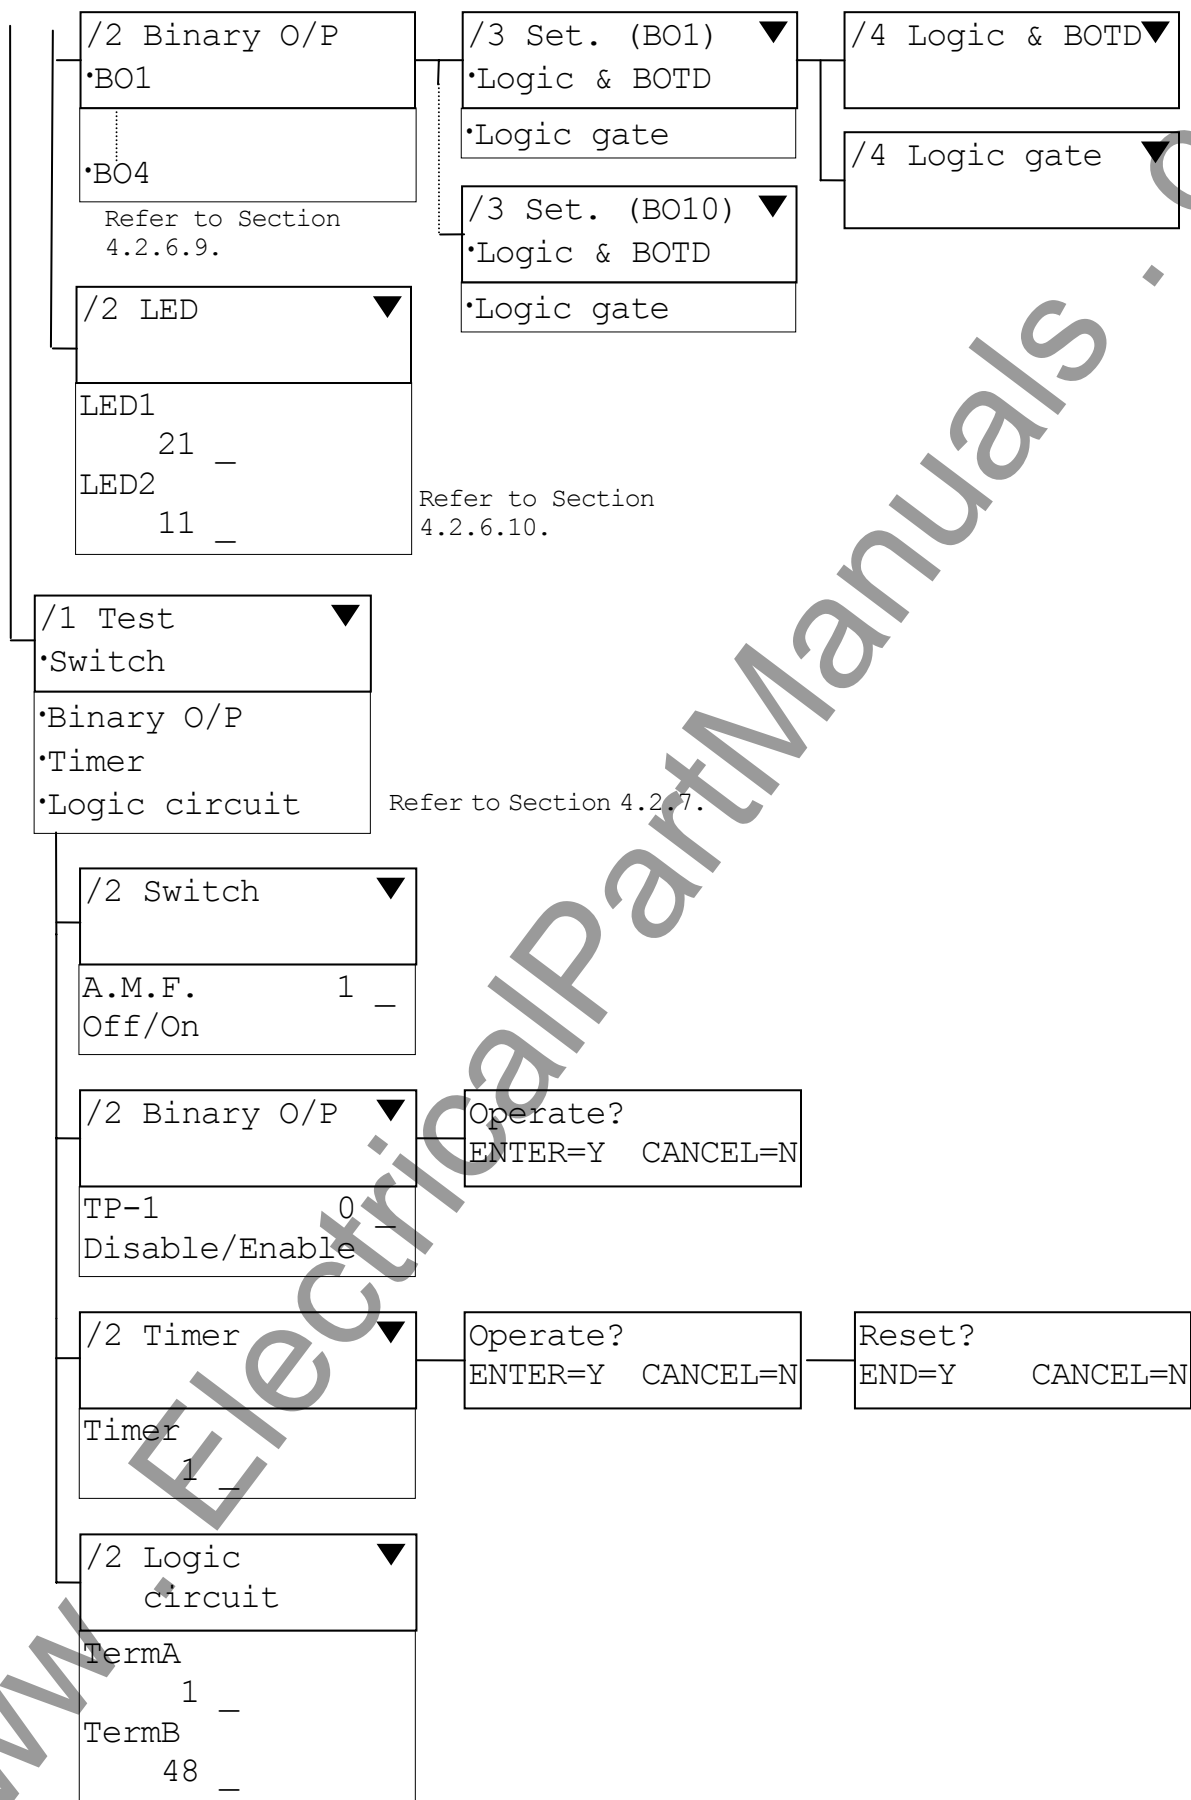 /2 Binary O/P
·BO1
·BO4
Refer to Section
4.2.6.9.
/3 Set. (BO1) ▼
·Logic & BOTD
·Logic gate
/3 Set. (BO10) ▼
·Logic & BOTD
·Logic gate
/4 Logic & BOTD▼
/4 Logic gate ▼
/2 LED ▼
LED1
21 _
LED2
11 _
Refer to Section
4.2.6.10.
/1 Test ▼
·Switch
·Binary O/P
·Timer
·Logic circuit
Refer to Section 4.2.7.
/2 Switch ▼
A.M.F. 1 _
Off/On
/2 Binary O/P ▼
TP-1 0 _
Disable/Enable
Operate?
ENTER=Y CANCEL=N
/2 Timer ▼
Timer
1 _
Operate?
ENTER=Y CANCEL=N
Reset?
END=Y CANCEL=N
/2 Logic ▼
circuit
TermA
1 _
TermB
48 _
ww . ElectricalPartManuals .